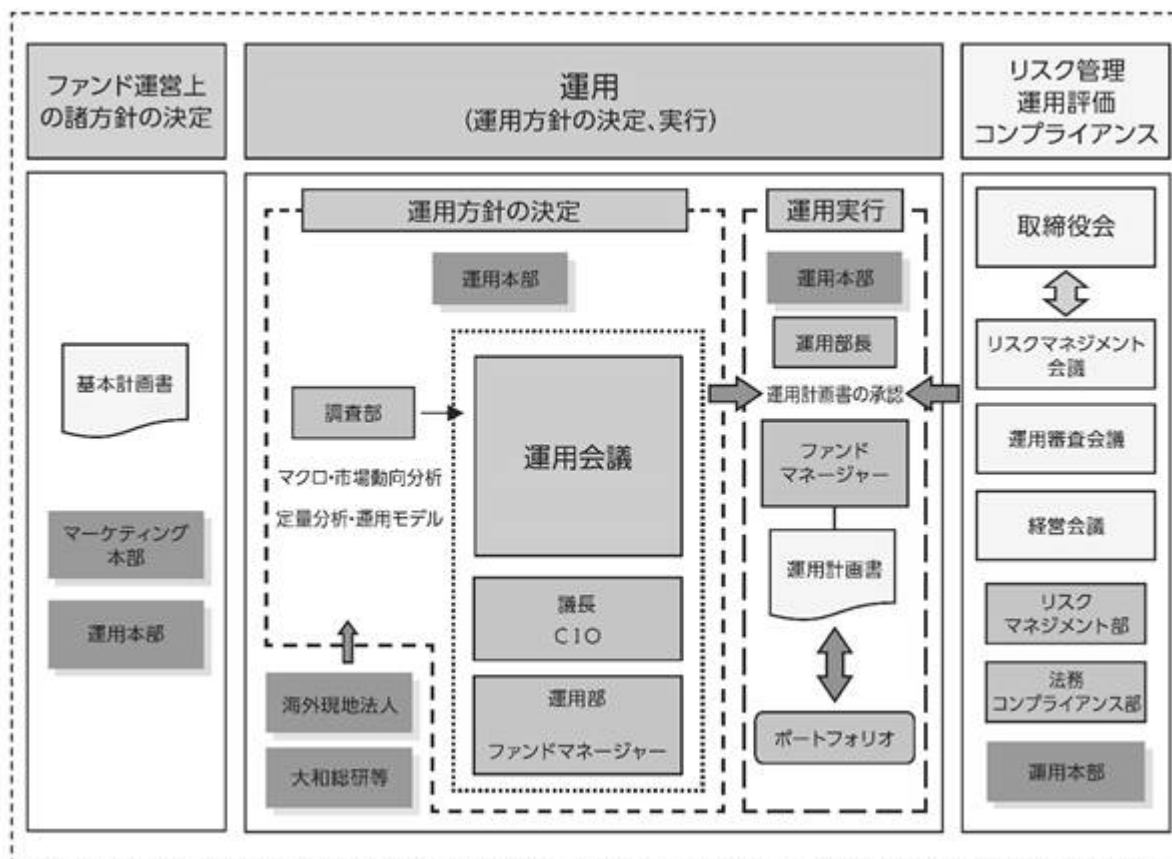 ファンド運営上
の諸方針の決定
運用
(運用方針の決定、実行)
リスク管理
運用評価
コンプライアンス
基本計画書
マーケティング
本部
運用本部
運用方針の決定
運用本部
調査部
マクロ・市場動向分析
定量分析・運用モデル
運用会議
議長
CIO
運用部
ファンドマネージャー
海外現地法人
大和総研等
運用実行
運用本部
運用部長
運用計画書の承認
ファンド
マネージャー
運用計画書
ポートフォリオ
取締役会
リスクマネジメント
会議
運用審査会議
経営会議
リスク
マネジメント部
法務
コンプライアンス部
運用本部